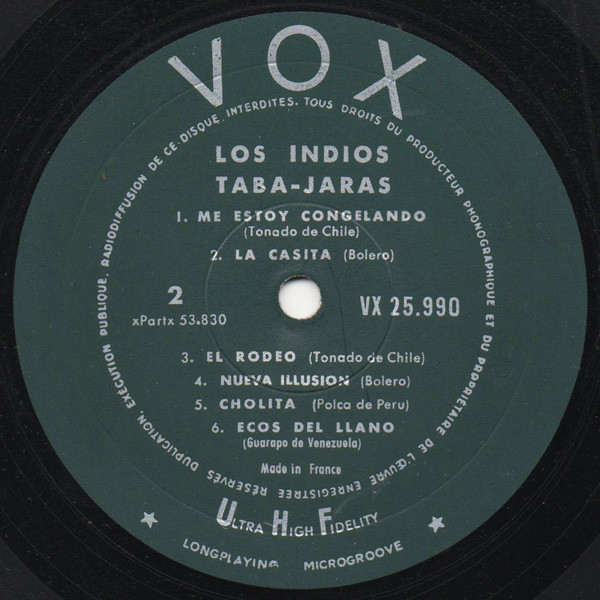 VOX
DUPLICATION, EXÉCUTION PUBLIQUE, RADIODIFFUSION DE CE DISQUE INTERDITES. TOUS DROITS DU PRODUCTEUR PHONOGRAPHIQUE ET DU PROPRIÉTAIRE DE L'ŒUVRE ENREGISTRÉE RÉSERVÉS
LOS INDIOS
TABA-JARAS
1. ME ESTOY CONGELANDO
(Tonado de Chile)
2. LA CASITA (Bolero)
2
xPartx 53.830
VX 25.990
3. EL RODEO (Tonado de Chile)
4. NUEVA ILLUSION (Bolero)
5. CHOLITA (Polca de Peru)
6. ECOS DEL LLANO
(Guarapo de Venezuela)
Made in France
ULTRA HIGH FIDELITY
LONGPLAYING MICROGROOVE